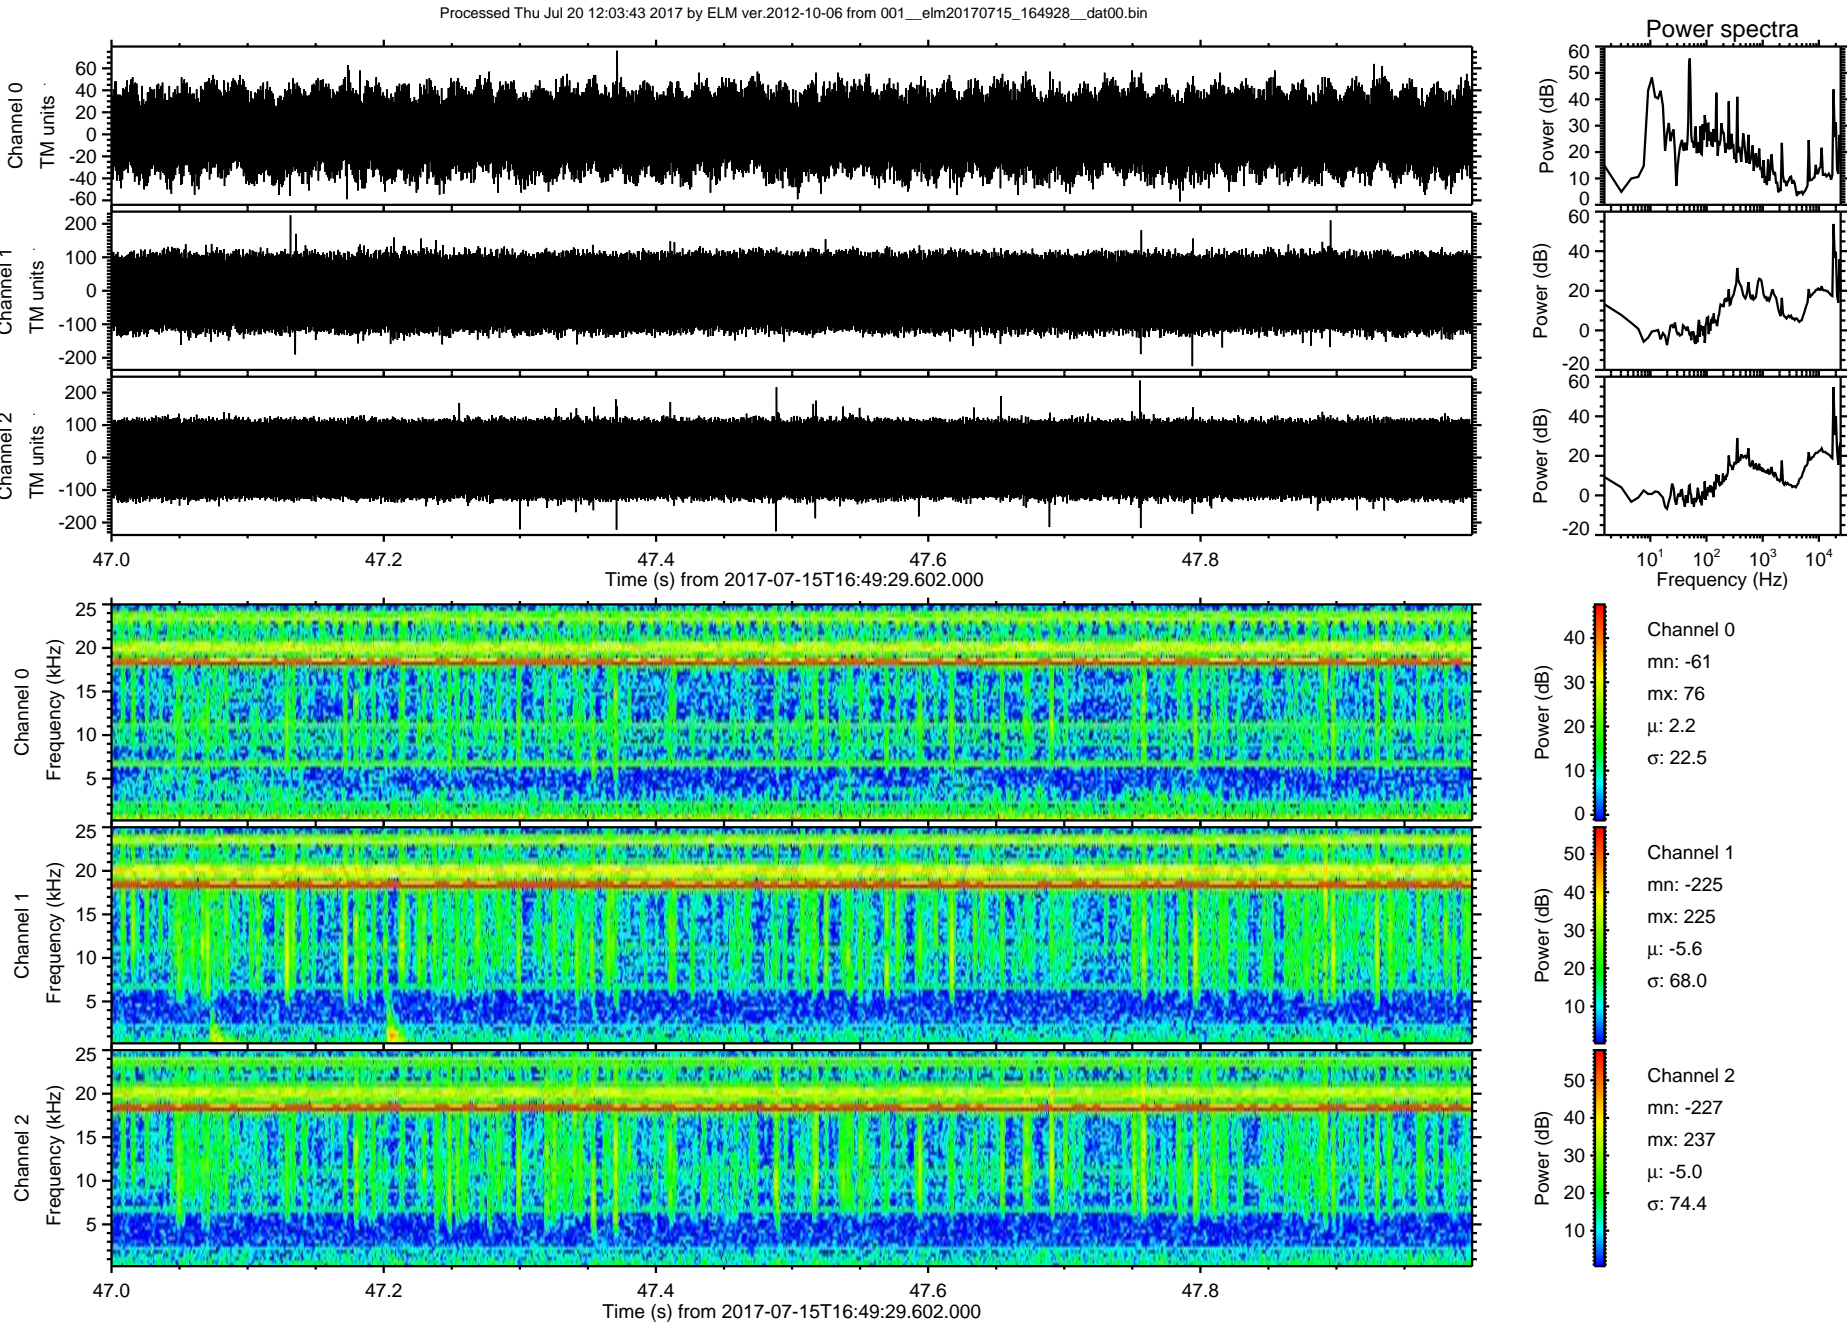 Processed Thu Jul 20 12:03:43 2017 by ELM ver.2012-10-06 from 001__elm20170715_164928__dat00.bin
Power spectra
Channel 0
TM units
60
40
20
0
-20
-40
-60
Power (dB)
60
50
40
30
20
10
0
Channel 1
TM units
200
100
0
-100
-200
Power (dB)
60
40
20
0
-20
Channel 2
TM units
200
100
0
-100
-200
Power (dB)
60
40
20
0
-20
47.0 47.2 47.4 47.6 47.8
Time (s) from 2017-07-15T16:49:29.602.000
10^1 10^2 10^3 10^4
Frequency (Hz)
Channel 0
Frequency (kHz)
25
20
15
10
5
Power (dB)
40
30
20
10
0
Channel 0
mn: -61
mx: 76
μ: 2.2
σ: 22.5
Channel 1
Frequency (kHz)
25
20
15
10
5
Power (dB)
50
40
30
20
10
Channel 1
mn: -225
mx: 225
μ: -5.6
σ: 68.0
Channel 2
Frequency (kHz)
25
20
15
10
5
Power (dB)
50
40
30
20
10
Channel 2
mn: -227
mx: 237
μ: -5.0
σ: 74.4
47.0 47.2 47.4 47.6 47.8
Time (s) from 2017-07-15T16:49:29.602.000